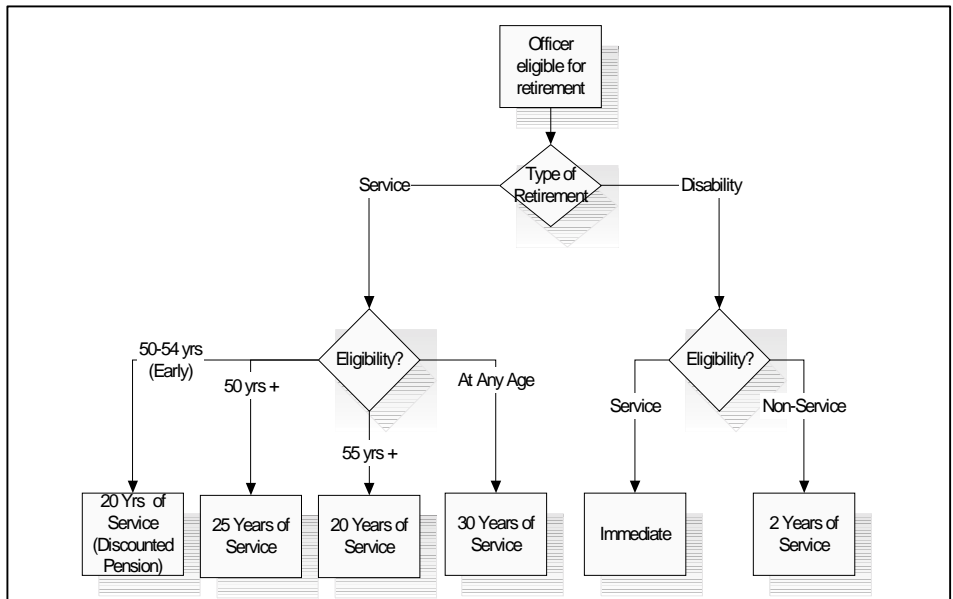 Officer
eligible for
retirement
Type of
Retirement
Service
Disability
Eligibility?
Eligibility?
50-54 yrs
(Early)
50 yrs +
At Any Age
55 yrs +
Service
Non-Service
20 Yrs of
Service
(Discounted
Pension)
25 Years of
Service
20 Years of
Service
30 Years of
Service
Immediate
2 Years of
Service